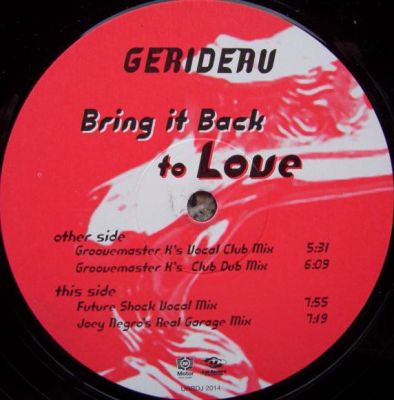 GERIDEAU
Bring it Back
to Love
other side
Groovemaster K's Vocal Club Mix 5:31
Groovemaster K's Club Dub Mix 6:09
this side
Future Shock Vocal Mix 7:55
Joey Negro's Real Garage Mix 7:19
Motor